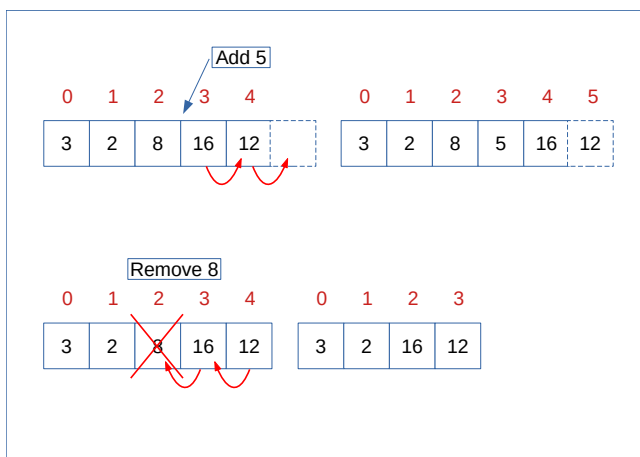 Add 5
0 1 2 3 4
3 2 8 16 12
0 1 2 3 4 5
3 2 8 5 16 12
Remove 8
0 1 2 3 4
3 2 8 16 12
0 1 2 3
3 2 16 12